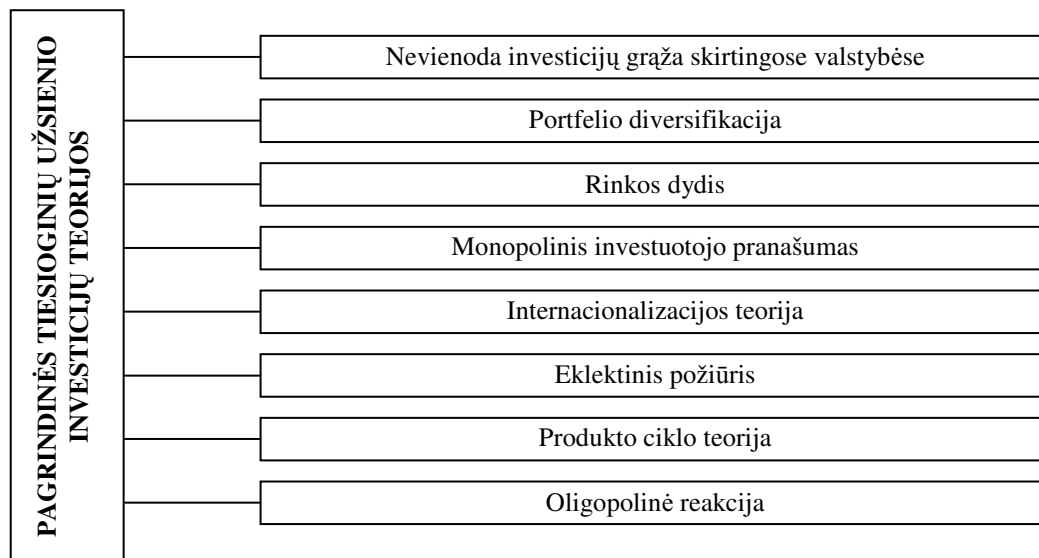 PAGRINDINĖS TIESIOGINIŲ UŽSIENIO
INVESTICIJŲ TEORIJOS
Nevienoda investicijų grąža skirtingose valstybėse
Portfelio diversifikacija
Rinkos dydis
Monopolinis investuotojo pranašumas
Internacionalizacijos teorija
Eklektinis požiūris
Produkto ciklo teorija
Oligopolinė reakcija